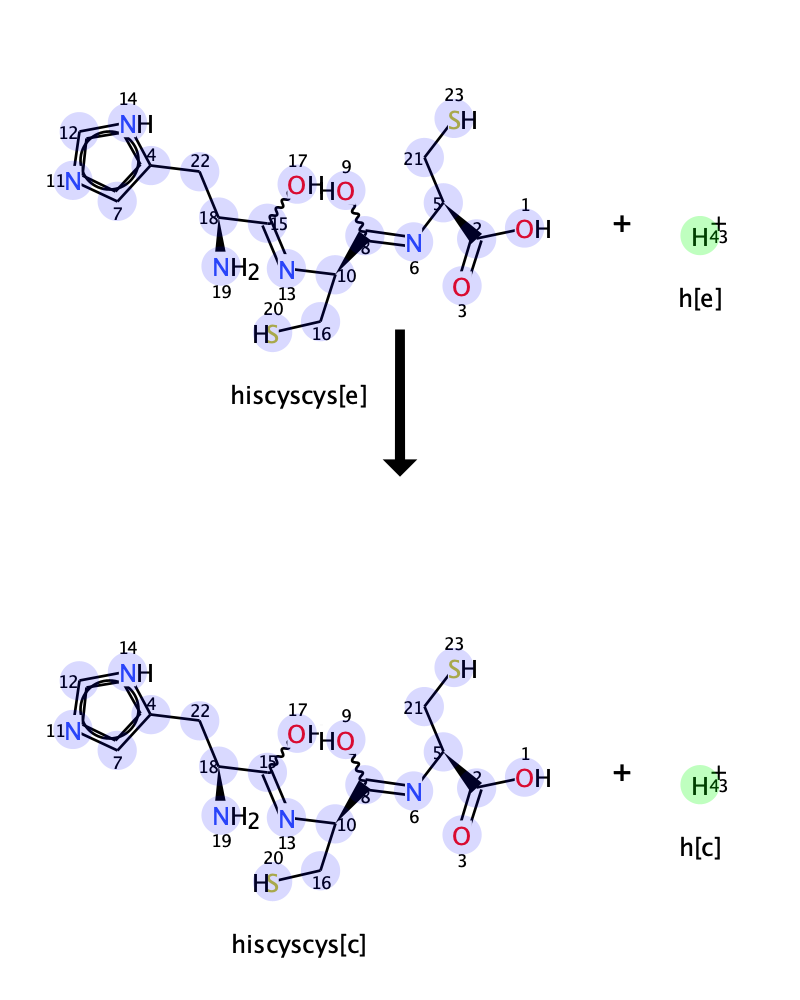 23
14
NH
SH
12
17
9
4
22
21
OH
HO
11
N
7
5
1
18
15
2
OH
+
H
43
+
8
N
6
NH2
N
10
19
13
O
3
h[e]
20
HS
16
hiscyscys[e]
23
14
NH
SH
12
17
9
4
22
21
OH
HO
11
N
7
5
1
18
15
2
OH
+
H
43
+
8
N
6
NH2
N
10
19
13
O
3
h[c]
20
HS
16
hiscyscys[c]